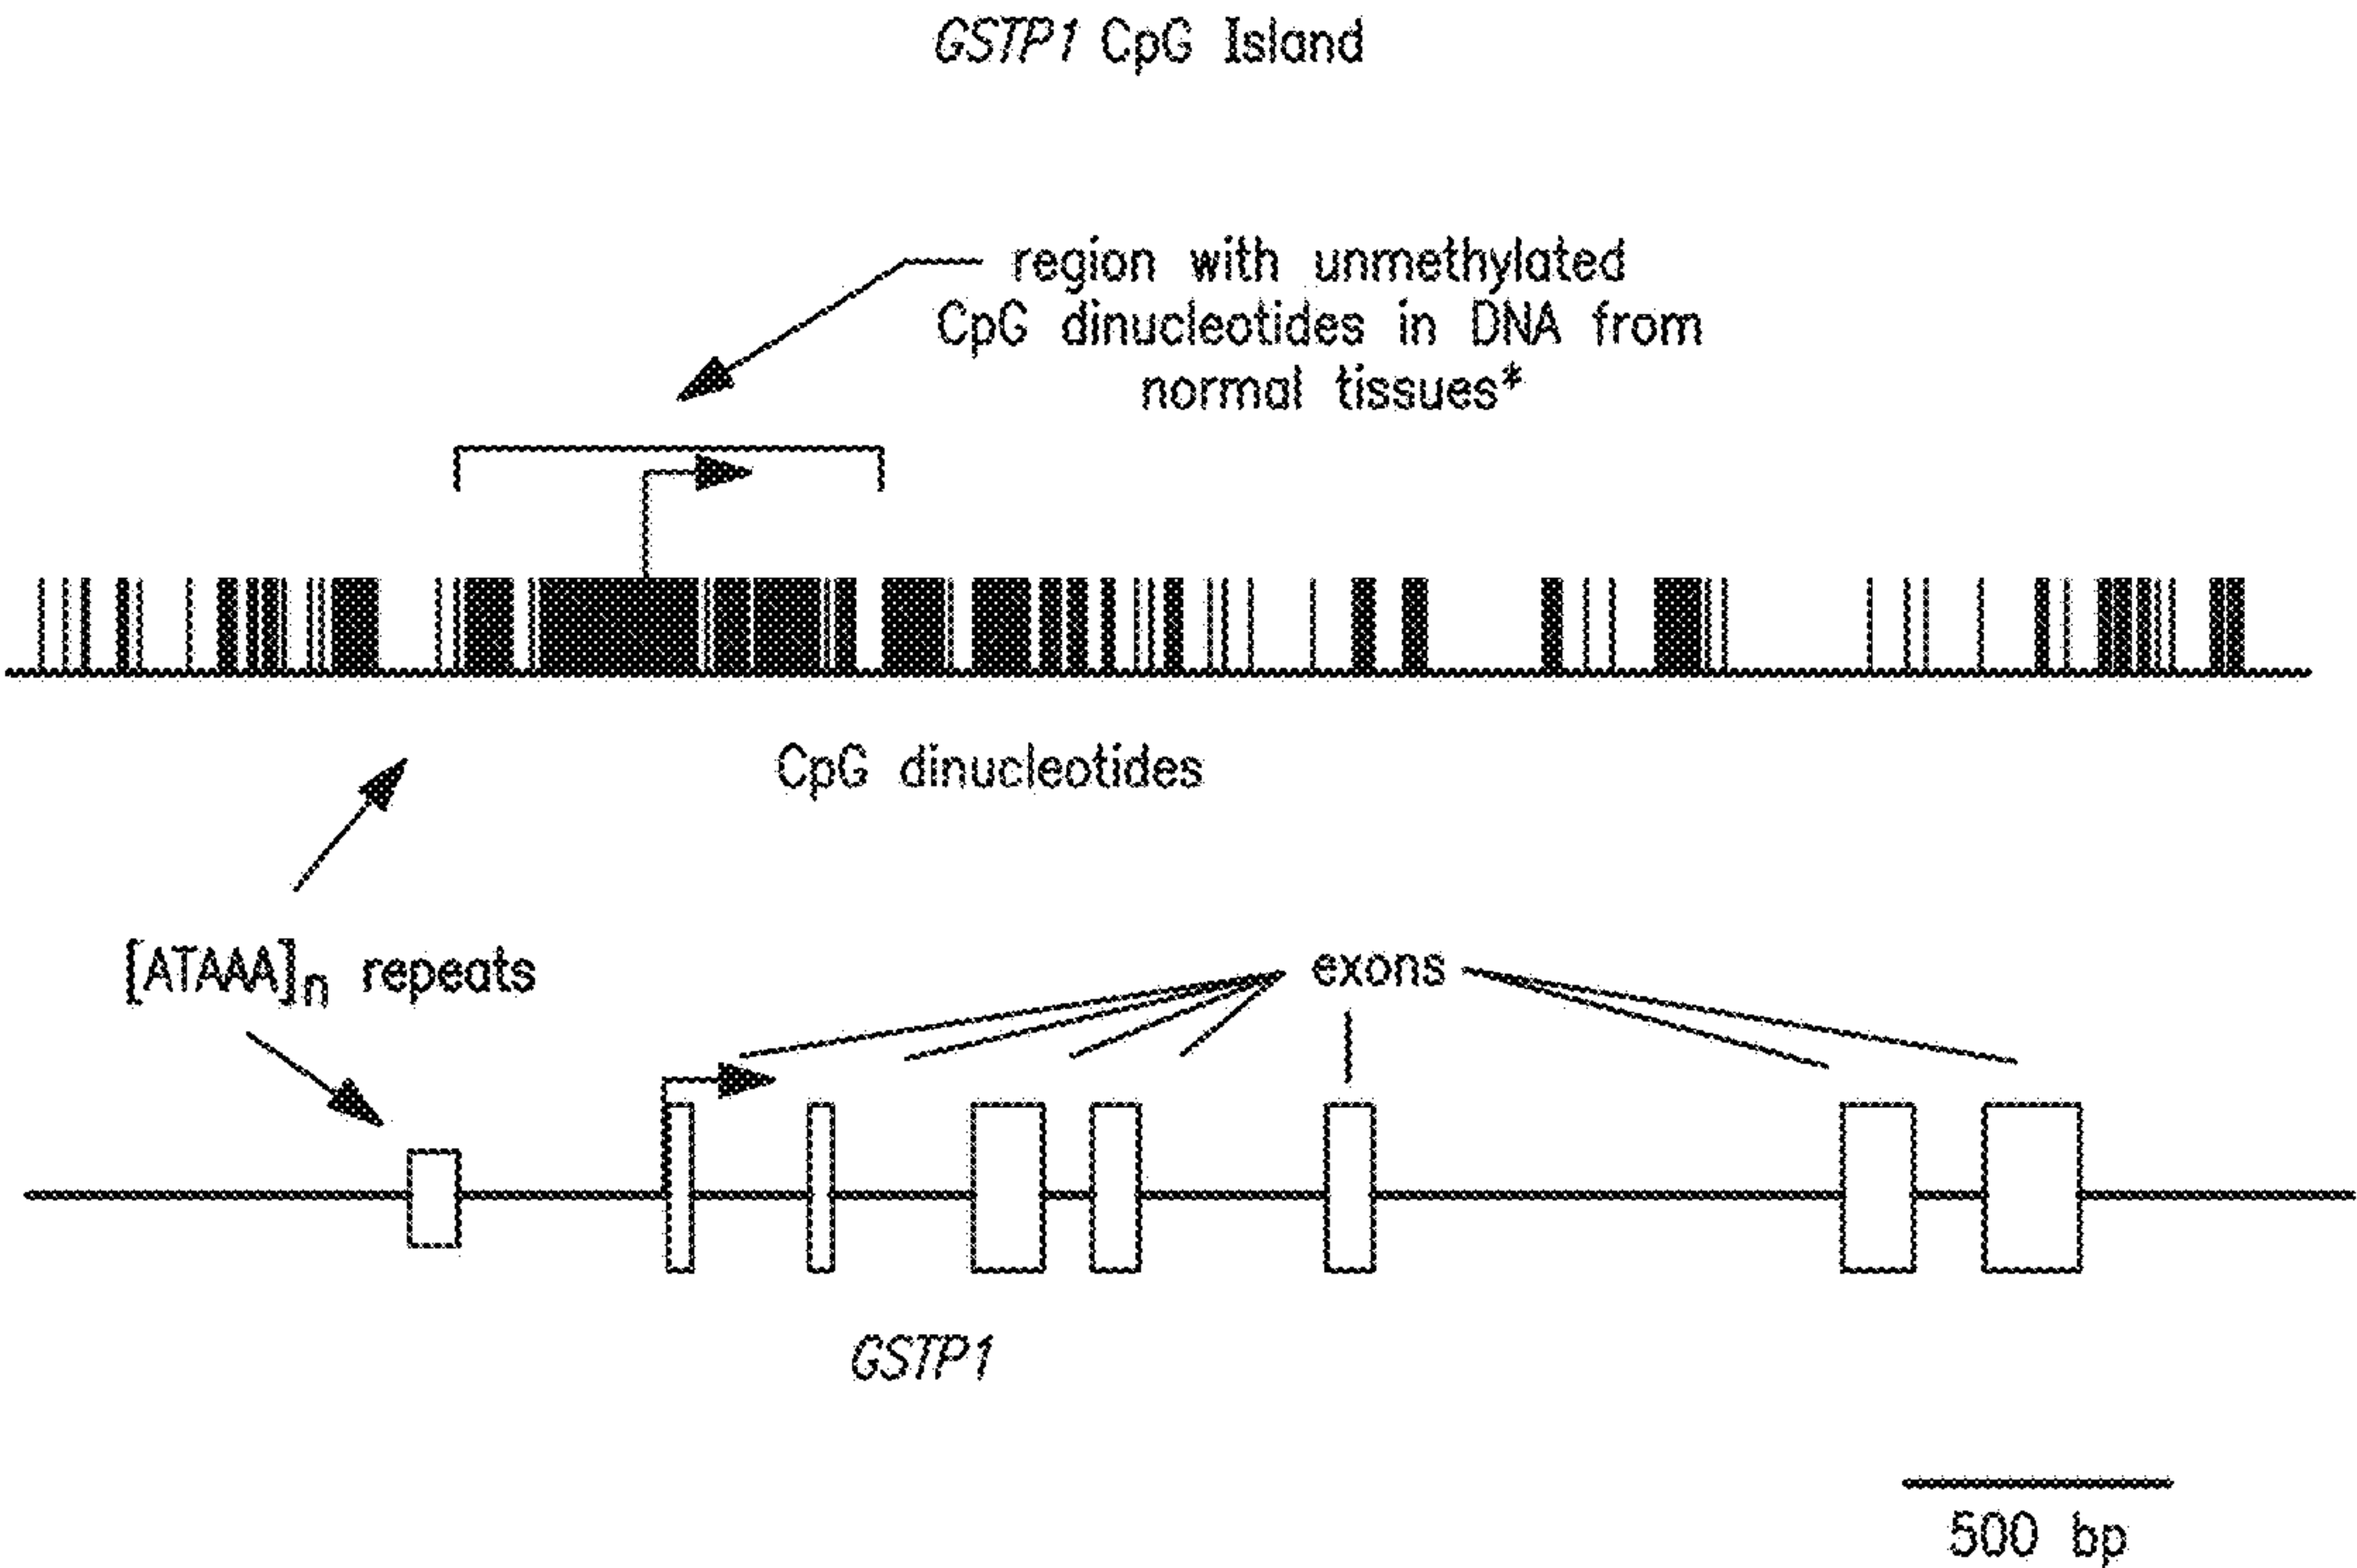 GSTP1 CpG Island
region with unmethylated
CpG dinucleotides in DNA from
normal tissues*
CpG dinucleotides
[ATAAA]n repeats
exons
GSTP1
500 bp